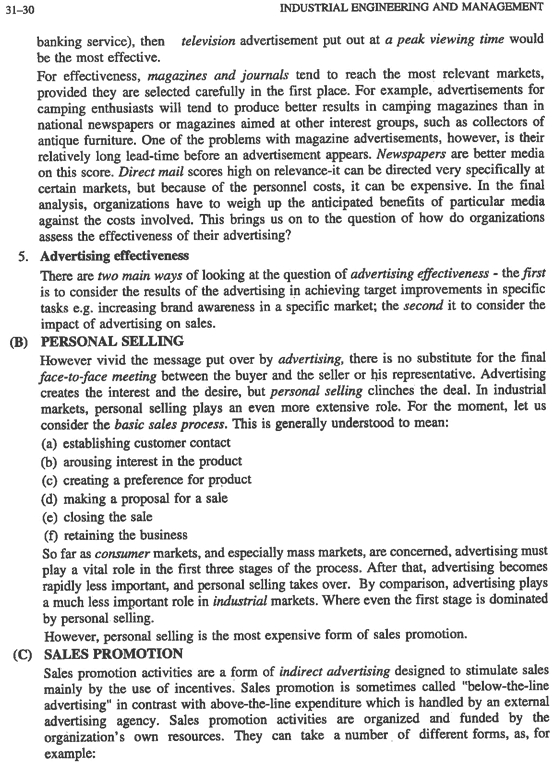 31–30 INDUSTRIAL ENGINEERING AND MANAGEMENT
banking service), then television advertisement put out at a peak viewing time would
be the most effective.
For effectiveness, magazines and journals tend to reach the most relevant markets,
provided they are selected carefully in the first place. For example, advertisements for
camping enthusiasts will tend to produce better results in camping magazines than in
national newspapers or magazines aimed at other interest groups, such as collectors of
antique furniture. One of the problems with magazine advertisements, however, is their
relatively long lead-time before an advertisement appears. Newspapers are better media
on this score. Direct mail scores high on relevance-it can be directed very specifically at
certain markets, but because of the personnel costs, it can be expensive. In the final
analysis, organizations have to weigh up the anticipated benefits of particular media
against the costs involved. This brings us on to the question of how do organizations
assess the effectiveness of their advertising?
5. Advertising effectiveness
There are two main ways of looking at the question of advertising effectiveness - the first
is to consider the results of the advertising in achieving target improvements in specific
tasks e.g. increasing brand awareness in a specific market; the second it to consider the
impact of advertising on sales.
(B) PERSONAL SELLING
However vivid the message put over by advertising, there is no substitute for the final
face-to-face meeting between the buyer and the seller or his representative. Advertising
creates the interest and the desire, but personal selling clinches the deal. In industrial
markets, personal selling plays an even more extensive role. For the moment, let us
consider the basic sales process. This is generally understood to mean:
(a) establishing customer contact
(b) arousing interest in the product
(c) creating a preference for product
(d) making a proposal for a sale
(e) closing the sale
(f) retaining the business
So far as consumer markets, and especially mass markets, are concerned, advertising must
play a vital role in the first three stages of the process. After that, advertising becomes
rapidly less important, and personal selling takes over. By comparison, advertising plays
a much less important role in industrial markets. Where even the first stage is dominated
by personal selling.
However, personal selling is the most expensive form of sales promotion.
(C) SALES PROMOTION
Sales promotion activities are a form of indirect advertising designed to stimulate sales
mainly by the use of incentives. Sales promotion is sometimes called "below-the-line
advertising" in contrast with above-the-line expenditure which is handled by an external
advertising agency. Sales promotion activities are organized and funded by the
organization's own resources. They can take a number of different forms, as, for
example: